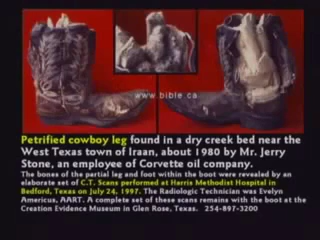 www.bible.ca
Petrified cowboy leg found in a dry creek bed near the
West Texas town of Iraan, about 1980 by Mr. Jerry
Stone, an employee of Corvette oil company.
The bones of the partial leg and foot within the boot were revealed by an
elaborate set of C.T. Scans performed at Harris Methodist Hospital in
Bedford, Texas, on July 24, 1997. The Radiologic Technician was Evelyn
Americus, AART. A complete set of these scans remains with the boot at the
Creation Evidence Museum in Glen Rose, Texas. 254-897-3200